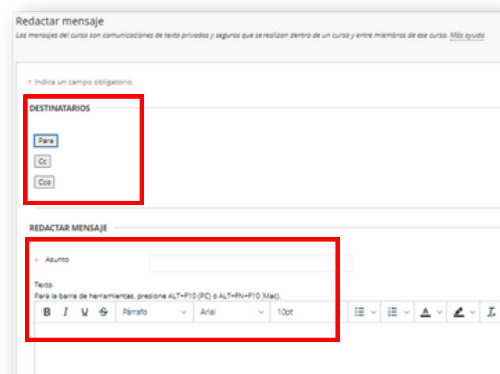 Redactar mensaje
Los mensajes del curso son comunicaciones de texto privadas y seguras que se realizan dentro de un curso y entre miembros de ese curso. Más ayuda
* Indica un campo obligatorio.
DESTINATARIOS
Para
Cc
Cco
REDACTAR MENSAJE
* Asunto
Texto
Para la barra de herramientas, presione ALT+F10 (PC) o ALT+FN+F10 (Mac).
B I U S Párrafo Arial 10pt A